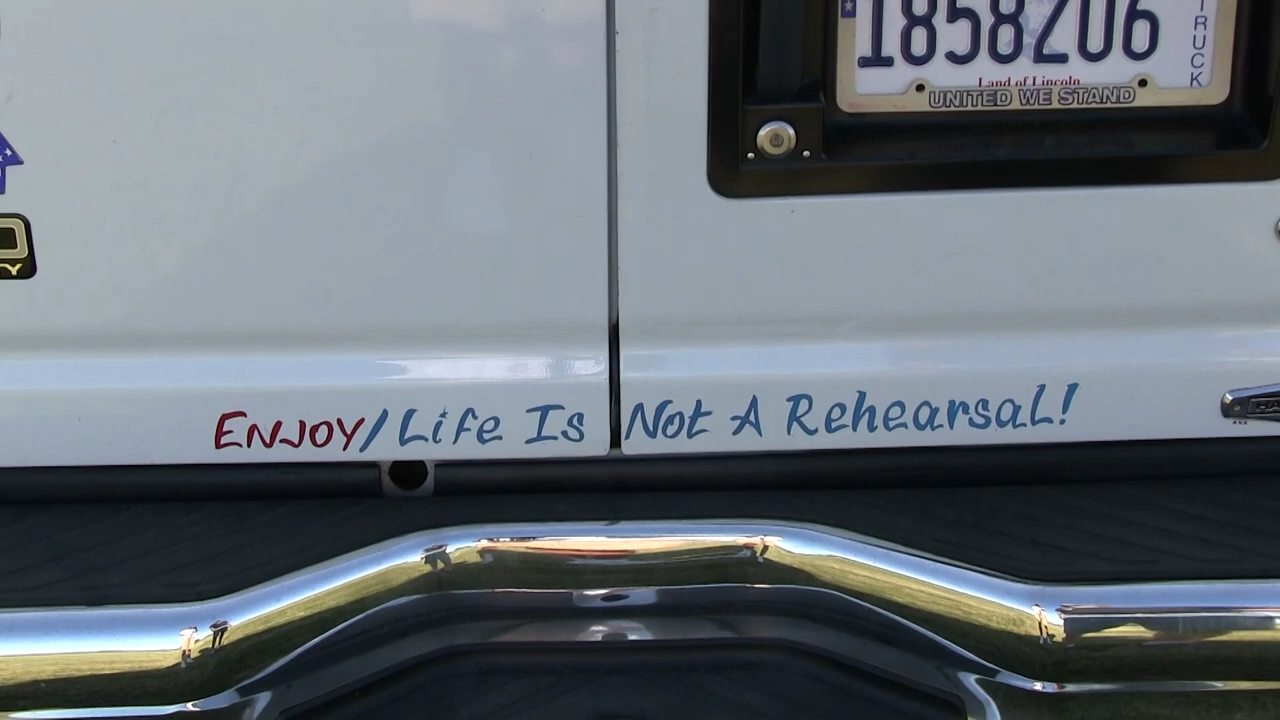 1858206
TRUCK
Land of Lincoln
UNITED WE STAND
ENJOY/Life Is Not A Rehearsal!